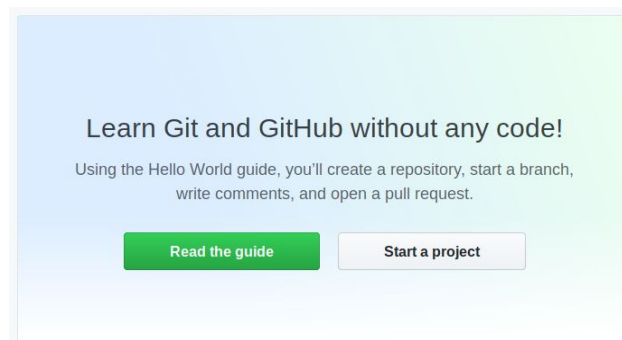 Learn Git and GitHub without any code!
Using the Hello World guide, you’ll create a repository, start a branch,
write comments, and open a pull request.
Read the guide
Start a project